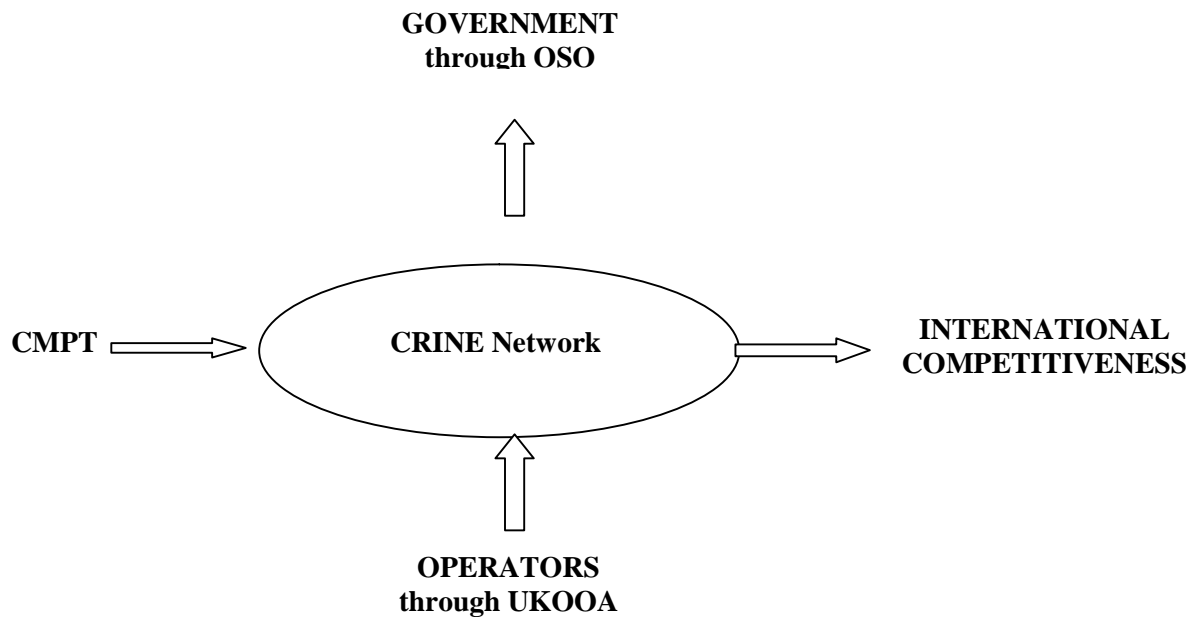 GOVERNMENT
through OSO
CMPT
CRINE Network
INTERNATIONAL
COMPETITIVENESS
OPERATORS
through UKOOA